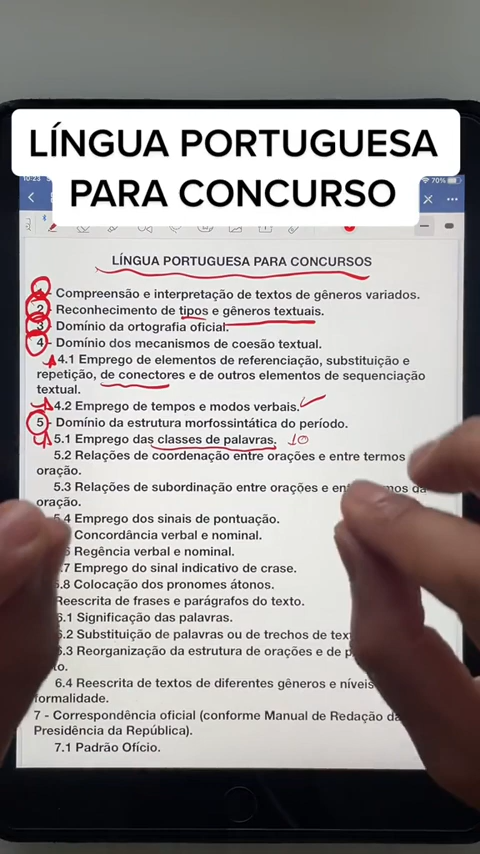 LÍNGUA PORTUGUESA
PARA CONCURSO
10:23
70%
LÍNGUA PORTUGUESA PARA CONCURSOS
- Compreensão e interpretação de textos de gêneros variados.
2 - Reconhecimento de tipos e gêneros textuais.
3 - Domínio da ortografia oficial.
4 - Domínio dos mecanismos de coesão textual.
4.1 Emprego de elementos de referenciação, substituição e
repetição, de conectores e de outros elementos de sequenciação
textual.
4.2 Emprego de tempos e modos verbais.
5 - Domínio da estrutura morfossintática do período.
5.1 Emprego das classes de palavras. 10
5.2 Relações de coordenação entre orações e entre termos
oração.
5.3 Relações de subordinação entre orações e da
oração.
5.4 Emprego dos sinais de pontuação.
Concordância verbal e nominal.
Regência verbal e nominal.
.7 Emprego do sinal indicativo de crase.
.8 Colocação dos pronomes átonos.
Reescrita de frases e parágrafos do texto.
6.1 Significação das palavras.
6.2 Substituição de palavras ou de trechos de
6.3 Reorganização da estrutura de orações e de
6.4 Reescrita de textos de diferentes gêneros e níveis
formalidade.
7 - Correspondência oficial (conforme Manual de Redação da
Presidência da República).
7.1 Padrão Ofício.